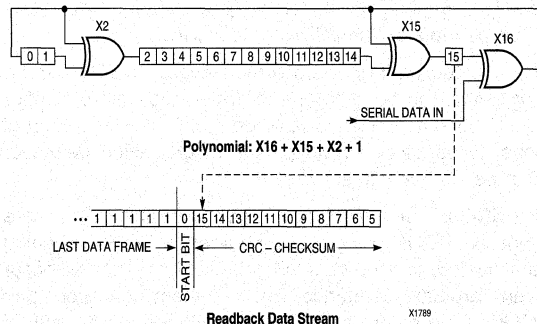 X2
X15
X16
0 1
2 3 4 5 6 7 8 9 10 11 12 13 14
15
SERIAL DATA IN
Polynomial: X16 + X15 + X2 + 1
••• 1 1 1 1 1 0 15 14 13 12 11 10 9 8 7 6 5
LAST DATA FRAME
START BIT
CRC – CHECKSUM
Readback Data Stream
X1789